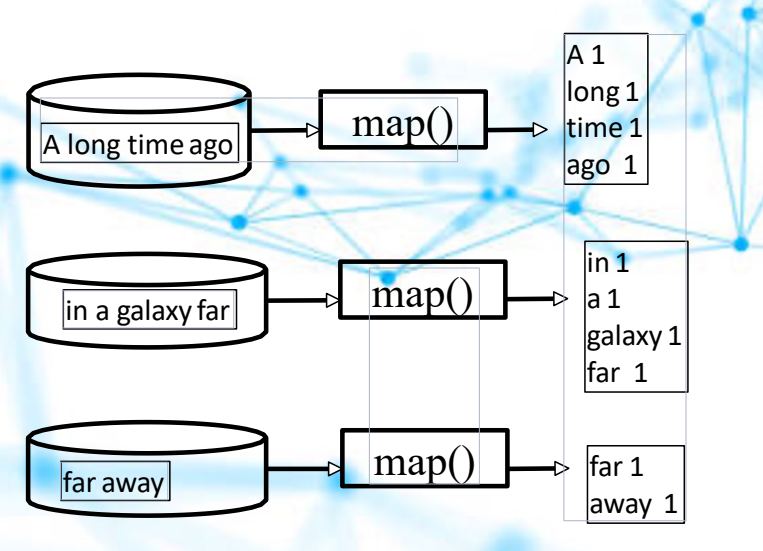 A long time ago
map()
A 1
long 1
time 1
ago 1
in a galaxy far
map()
in 1
a 1
galaxy 1
far 1
far away
map()
far 1
away 1